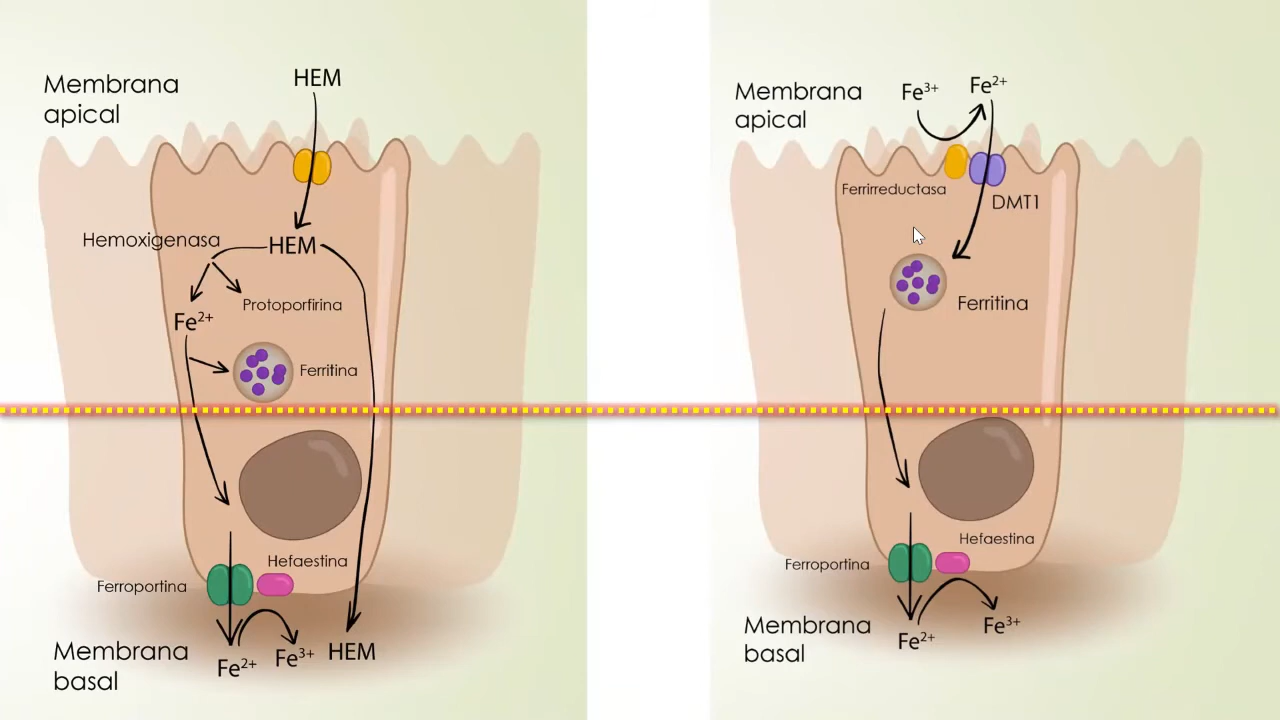 HEM
Membrana
apical
Hemoxigenasa
HEM
Protoporfirina
Fe²⁺
Ferritina
Hefaestina
Ferroportina
Membrana
basal
Fe²⁺
Fe³⁺
HEM
Fe³⁺
Fe²⁺
Membrana
apical
Ferrirreductasa
DMT1
Ferritina
Hefaestina
Ferroportina
Membrana
basal
Fe²⁺
Fe³⁺